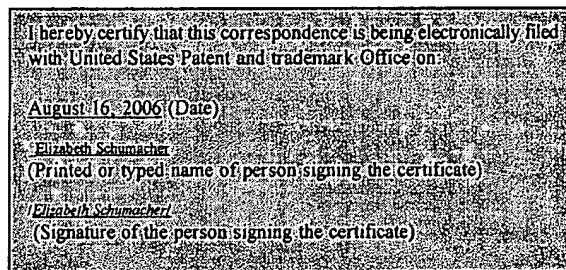 I hereby certify that this correspondence is being electronically filed
with United States Patent and trademark Office on:
August 16, 2006 (Date)
Elizabeth Schumacher
(Printed or typed name of person signing the certificate)
/Elizabeth Schumacher/
(Signature of the person signing the certificate)